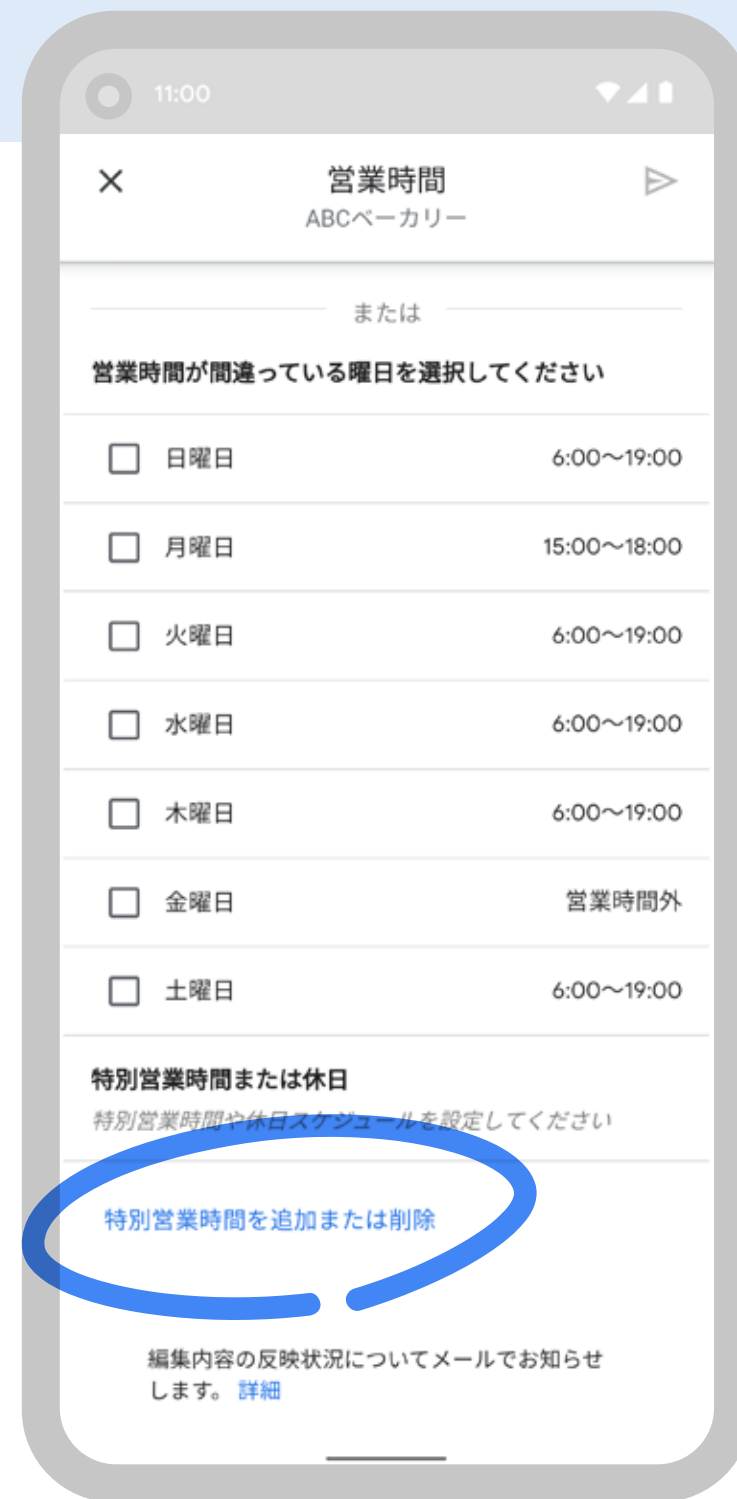 11:00
営業時間
ABCベーカリー
または
営業時間が間違っている曜日を選択してください
日曜日 6:00〜19:00
月曜日 15:00〜18:00
火曜日 6:00〜19:00
水曜日 6:00〜19:00
木曜日 6:00〜19:00
金曜日 営業時間外
土曜日 6:00〜19:00
特別営業時間または休日
特別営業時間や休日スケジュールを設定してください
特別営業時間を追加または削除
編集内容の反映状況についてメールでお知らせ
します。 詳細